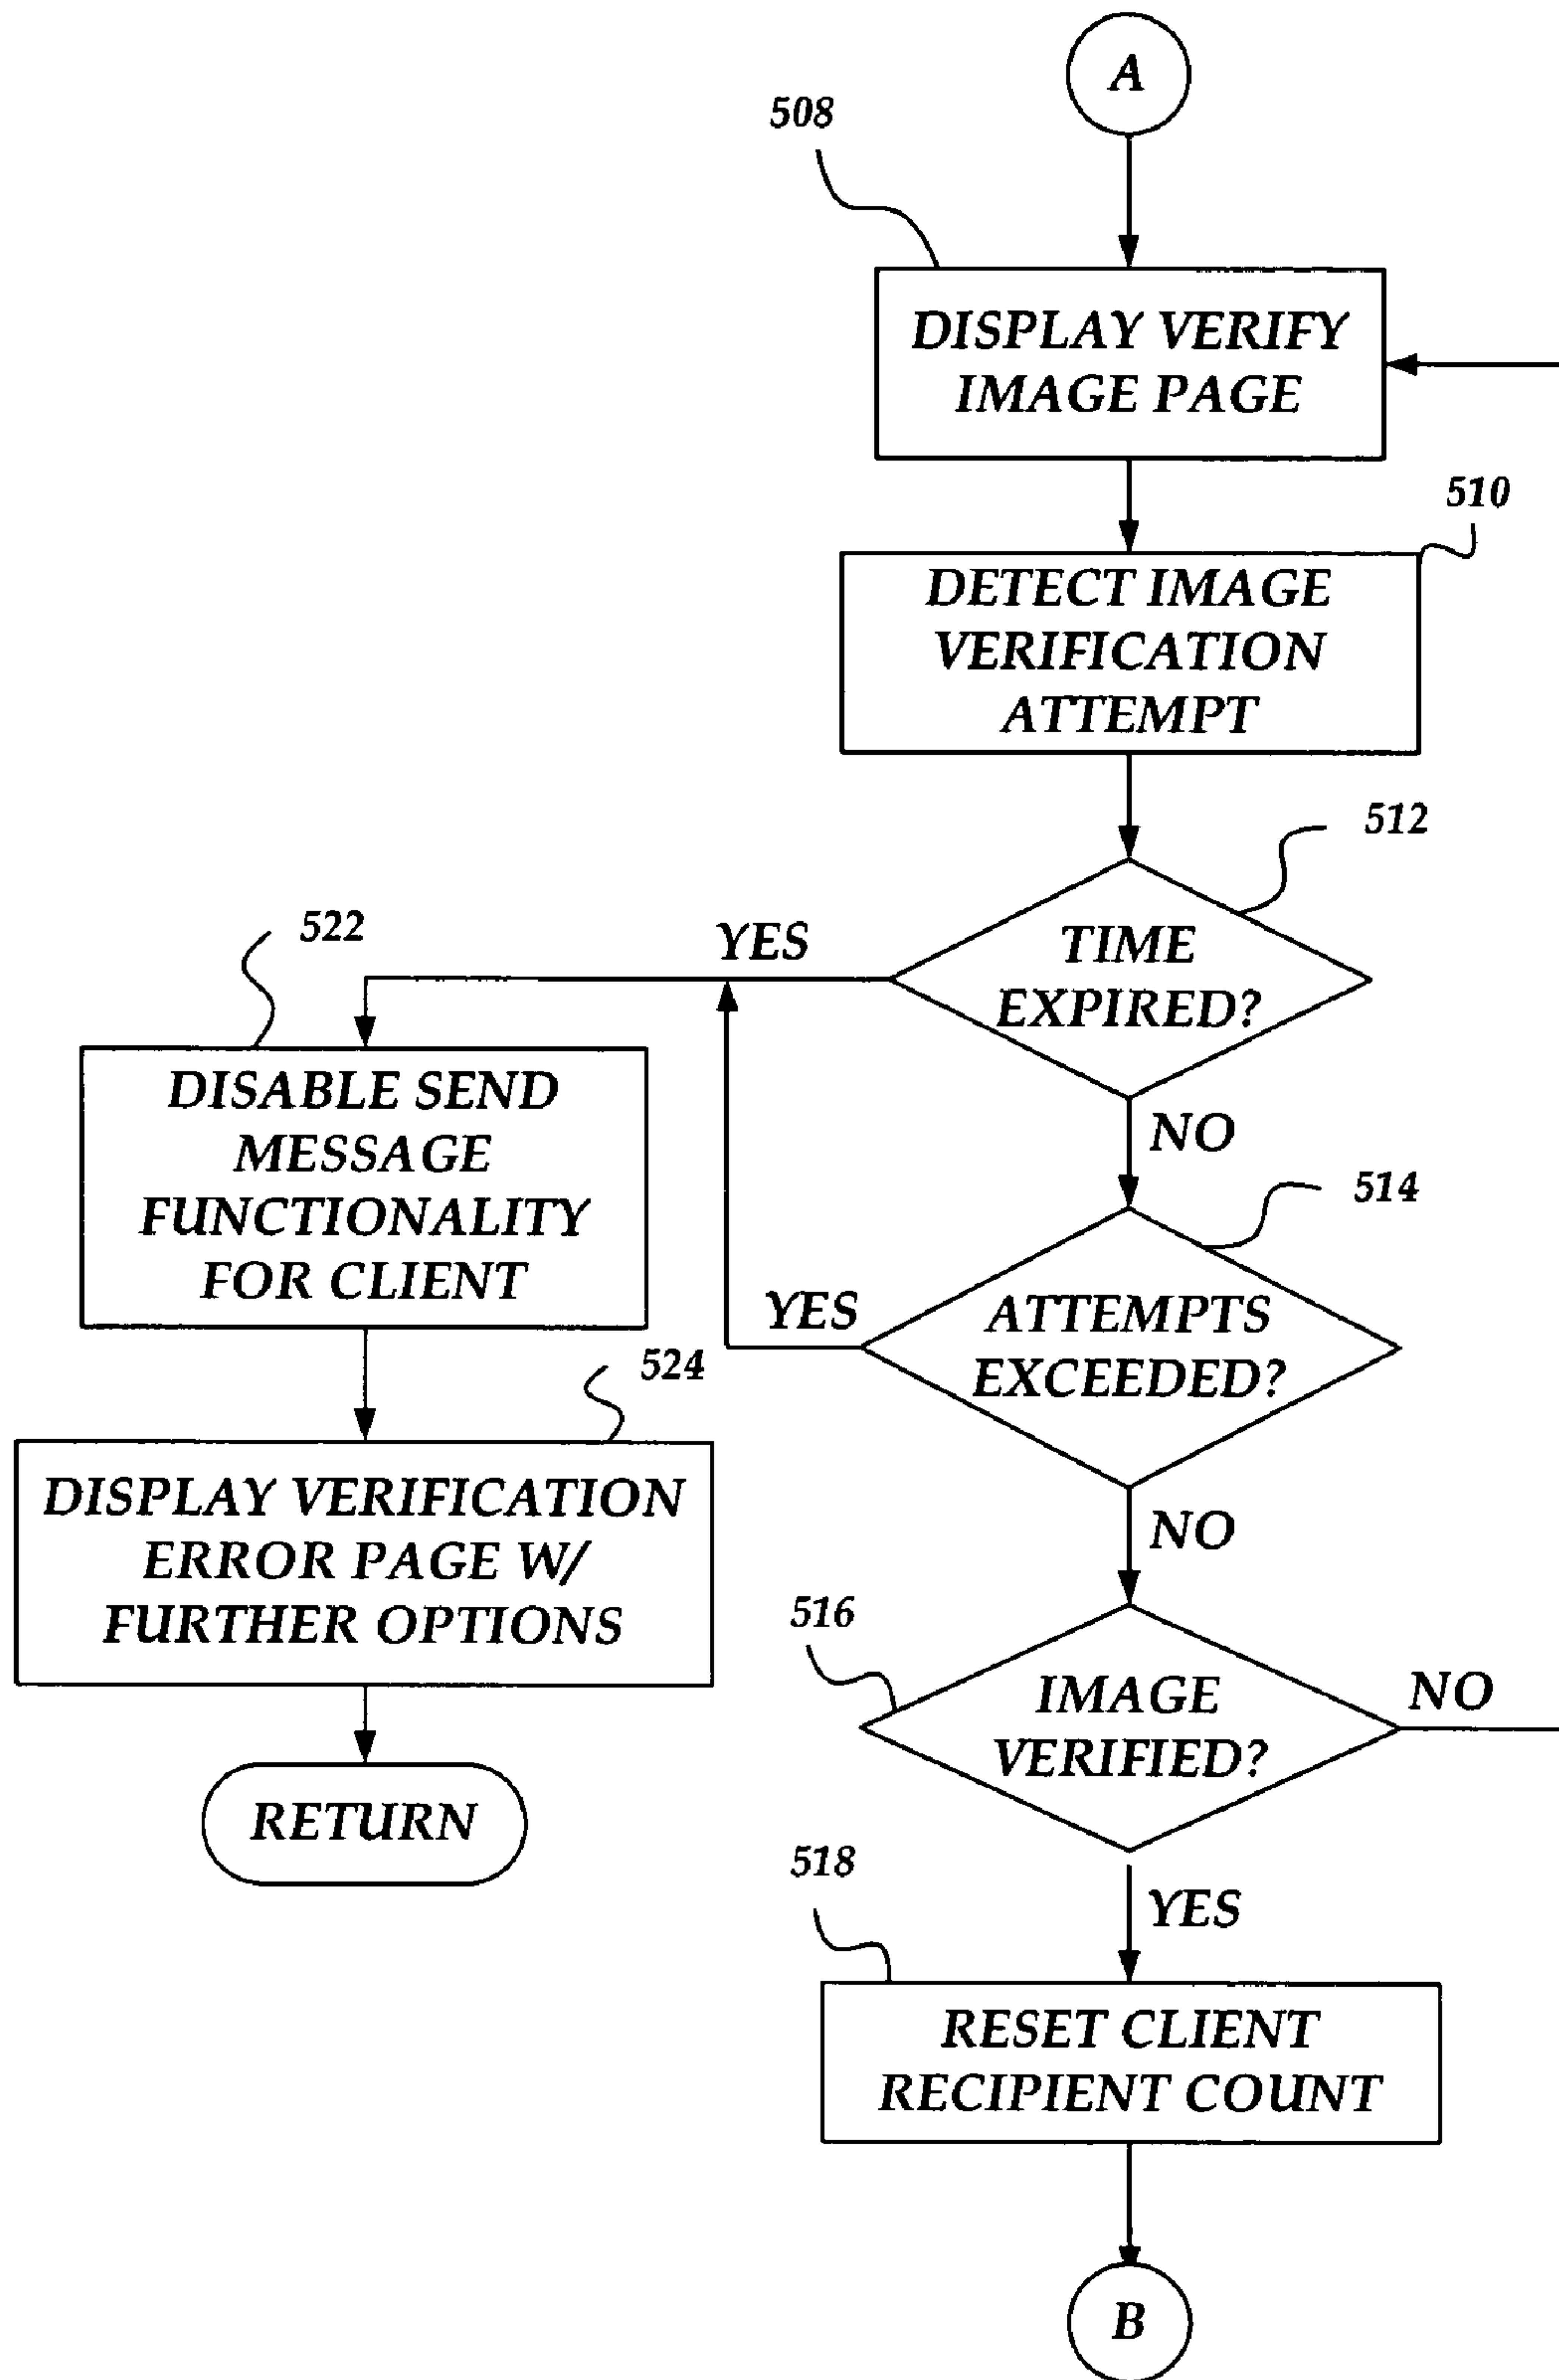 A
508
DISPLAY VERIFY
IMAGE PAGE
510
DETECT IMAGE
VERIFICATION
ATTEMPT
512
TIME
EXPIRED?
YES
NO
522
DISABLE SEND
MESSAGE
FUNCTIONALITY
FOR CLIENT
514
ATTEMPTS
EXCEEDED?
YES
NO
524
DISPLAY VERIFICATION
ERROR PAGE W/
FURTHER OPTIONS
RETURN
516
IMAGE
VERIFIED?
NO
YES
518
RESET CLIENT
RECIPIENT COUNT
B